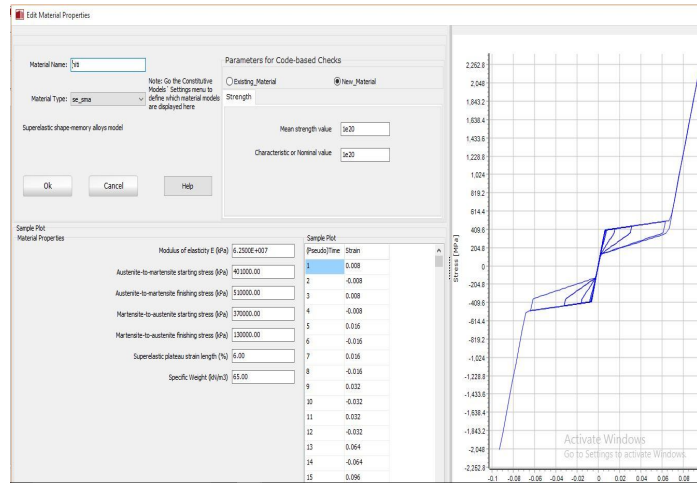 Edit Material Properties
Material Name:
Material Type: se_sma
Note: Go the Constitutive
Models` Settings menu to
define which material models
are displayed here
Superelastic shape-memory alloys model
Ok
Cancel
Help
Parameters for Code-based Checks
Existing_Material
New_Material
Strength
Mean strength value 1e20
Characteristic or Nominal value 1e20
Sample Plot
Material Properties
Modulus of elasticity E (kPa) 6.2500E+007
Austenite-to-martensite starting stress (kPa) 401000.00
Austenite-to-martensite finishing stress (kPa) 510000.00
Martensite-to-austenite starting stress (kPa) 370000.00
Martensite-to-austenite finishing stress (kPa) 130000.00
Superelastic plateau strain length (%) 6.00
Specific Weight (kN/m3) 65.00
Sample Plot
(Pseudo)Time Strain
1 0.008
2 -0.008
3 0.008
4 -0.008
5 0.016
6 -0.016
7 0.016
8 -0.016
9 0.032
10 -0.032
11 0.032
12 -0.032
13 0.064
14 -0.064
15 0.096
Stress [MPa]
2,262.8
2,048
1,843.2
1,638.4
1,433.6
1,228.8
1,024
819.2
614.4
409.6
204.8
0
-204.8
-409.6
-614.4
-819.2
-1,024
-1,228.8
-1,433.6
-1,638.4
-1,843.2
-2,048
-2,262.8
-0.1 -0.08 -0.06 -0.04 -0.02 0 0.02 0.04 0.06 0.08
Activate Windows
Go to Settings to activate Windows.